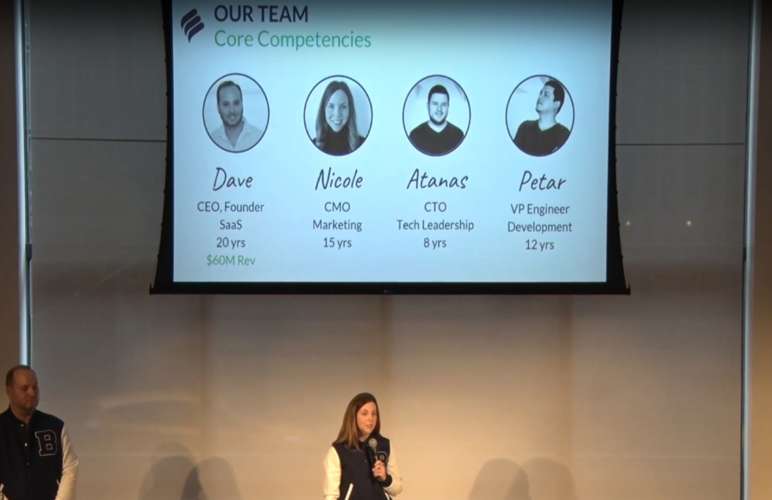 OUR TEAM
Core Competencies
Dave
CEO, Founder
SaaS
20 yrs
$60M Rev
Nicole
CMO
Marketing
15 yrs
Atanas
CTO
Tech Leadership
8 yrs
Petar
VP Engineer
Development
12 yrs
B
B